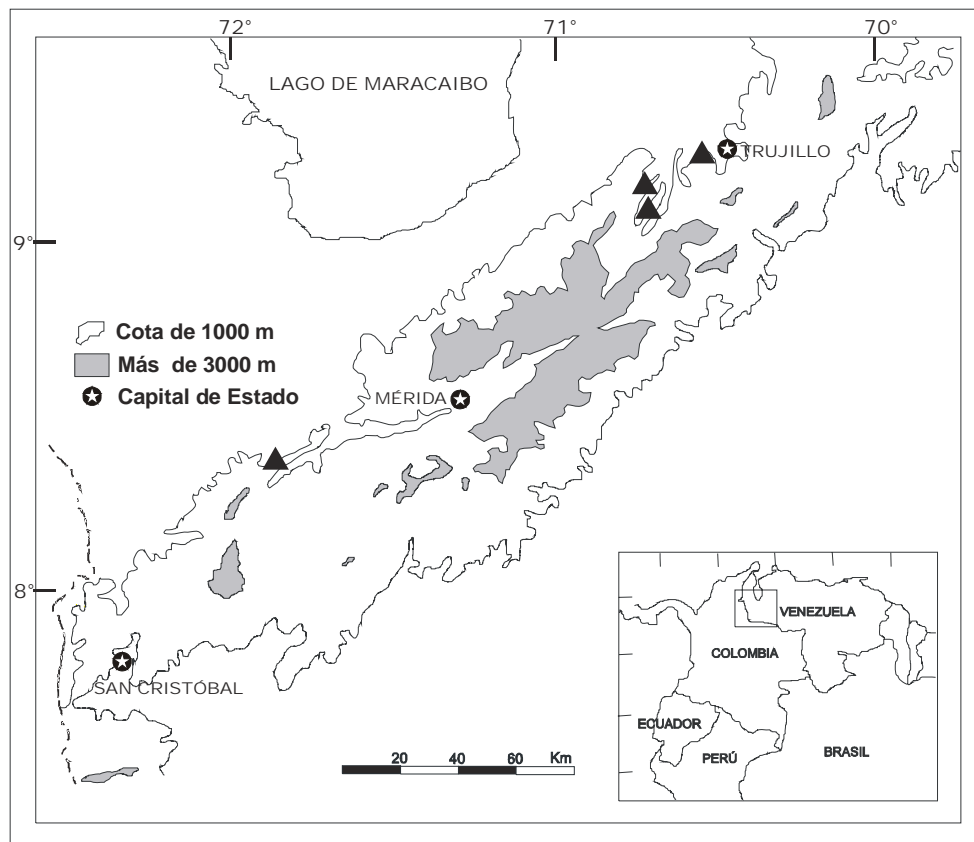 72° 71° 70°
LAGO DE MARACAIBO
TRUJILLO
9°
Cota de 1000 m
Más de 3000 m
Capital de Estado
MÉRIDA
8°
SAN CRISTÓBAL
20 40 60 Km
VENEZUELA
COLOMBIA
ECUADOR
PERÚ
BRASIL